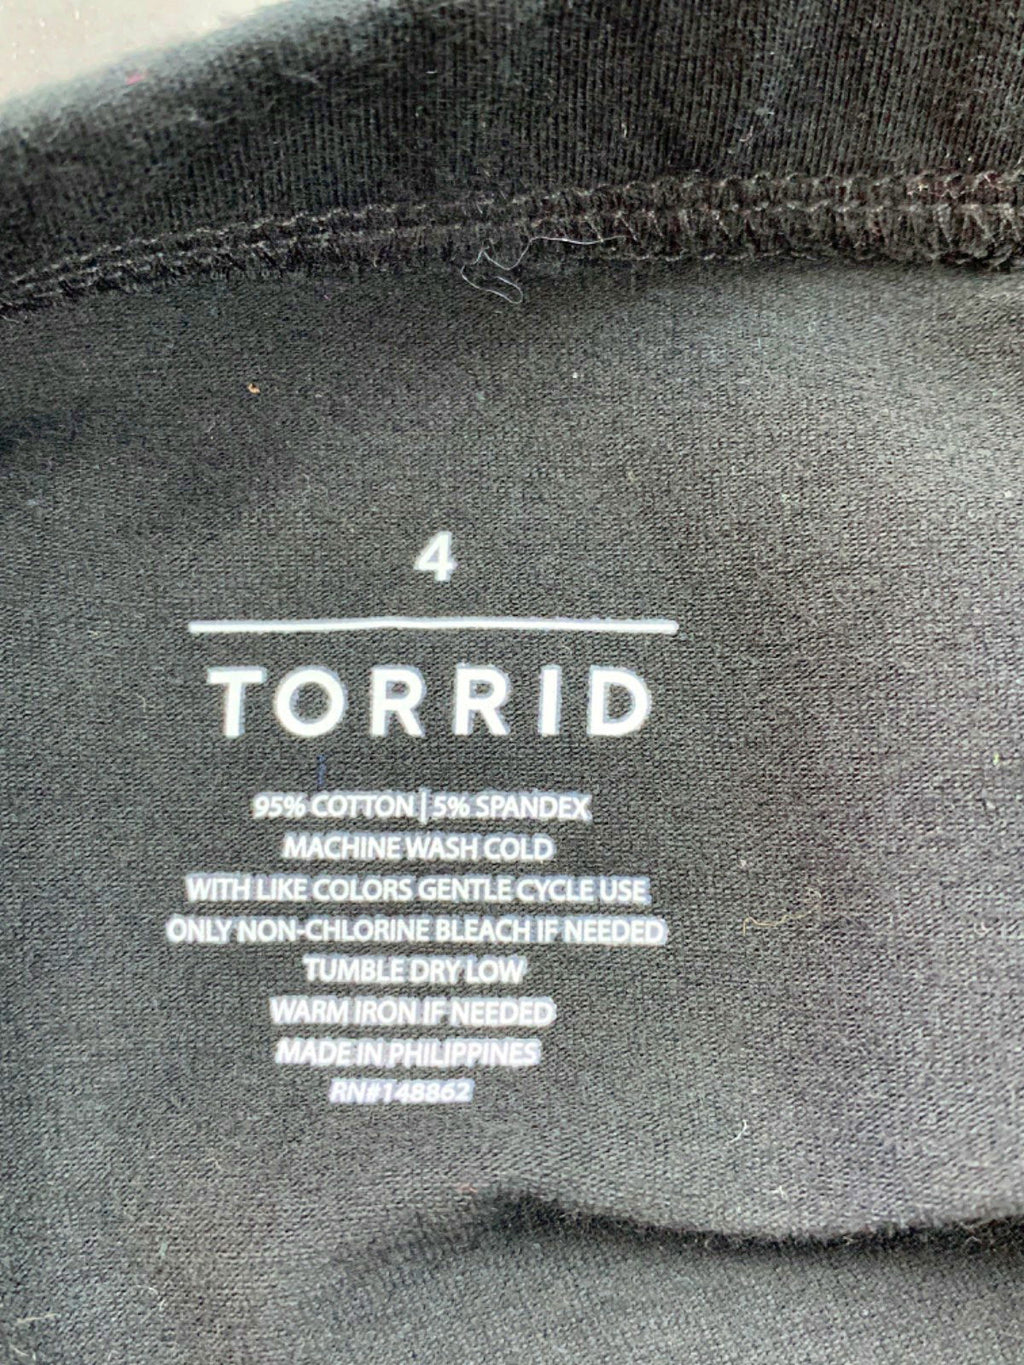 4
TORRID
95% COTTON | 5% SPANDEX
MACHINE WASH COLD
WITH LIKE COLORS GENTLE CYCLE USE
ONLY NON-CHLORINE BLEACH IF NEEDED
TUMBLE DRY LOW
WARM IRON IF NEEDED
MADE IN PHILIPPINES
RN#148862